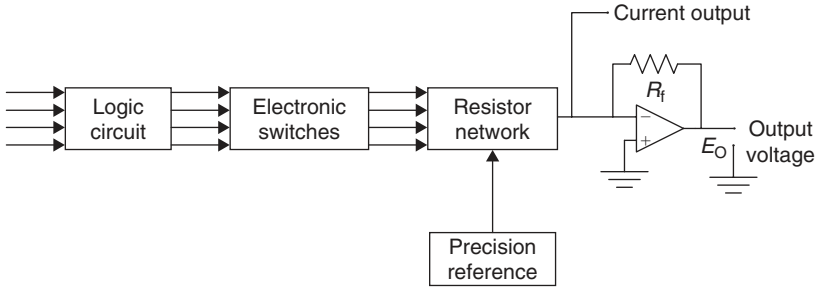 Current output
Logic
circuit
Electronic
switches
Resistor
network
Rf
−
+
EO
Output
voltage
Precision
reference